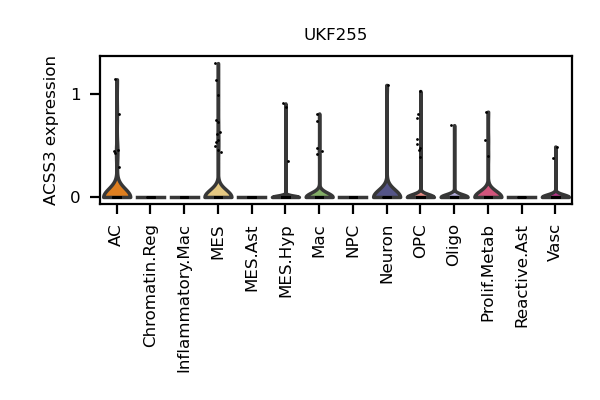 UKF255
ACSS3 expression
1
0
AC
Chromatin.Reg
Inflammatory.Mac
MES
MES.Ast
MES.Hyp
Mac
NPC
Neuron
OPC
Oligo
Prolif.Metab
Reactive.Ast
Vasc